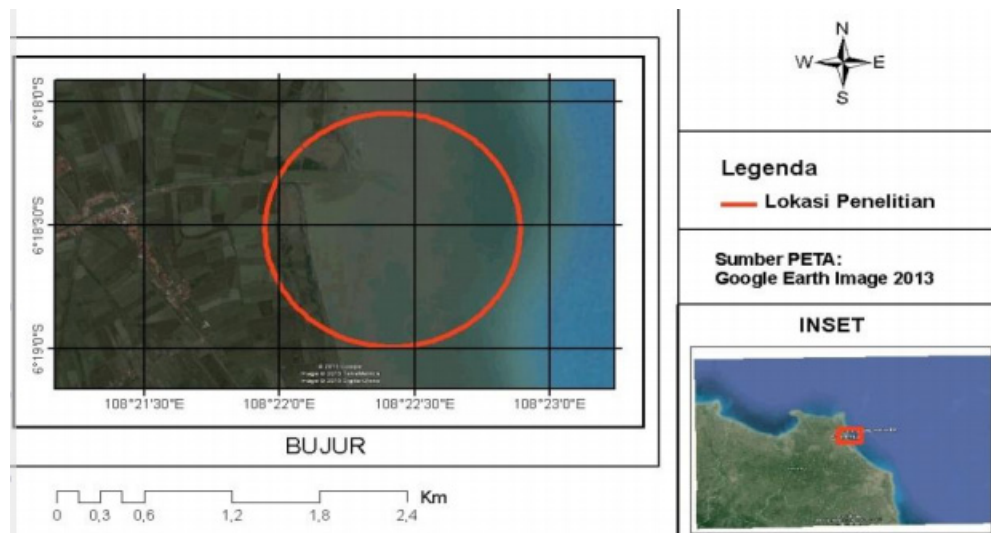 6°18'0"S
6°18'30"S
6°19'0"S
108°21'30"E
108°22'0"E
108°22'30"E
108°23'0"E
BUJUR
0 0,3 0,6 1,2 1,8 2,4 Km
N
W E
S
Legenda
Lokasi Penelitian
Sumber PETA:
Google Earth Image 2013
INSET